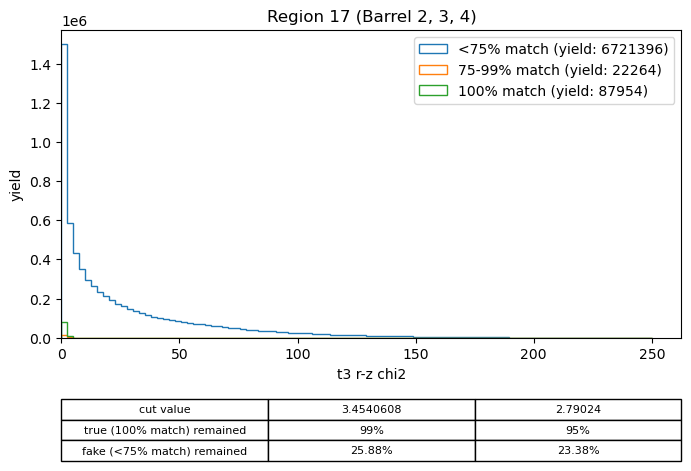 Region 17 (Barrel 2, 3, 4)
1e6
<75% match (yield: 6721396)
75-99% match (yield: 22264)
100% match (yield: 87954)
1.4
1.2
1.0
0.8
0.6
0.4
0.2
0.0
yield
0 50 100 150 200 250
t3 r-z chi2
cut value 3.4540608 2.79024
true (100% match) remained 99% 95%
fake (<75% match) remained 25.88% 23.38%